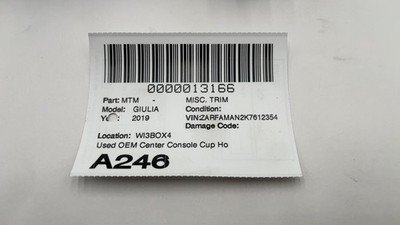 0000013166
Part: MTM - MISC. TRIM
Model: GIULIA Condition:
2019 VIN:ZARFAMAN2K7612354
Damage Code:
Location: WI3BOX4
Used OEM Center Console Cup Ho
A246